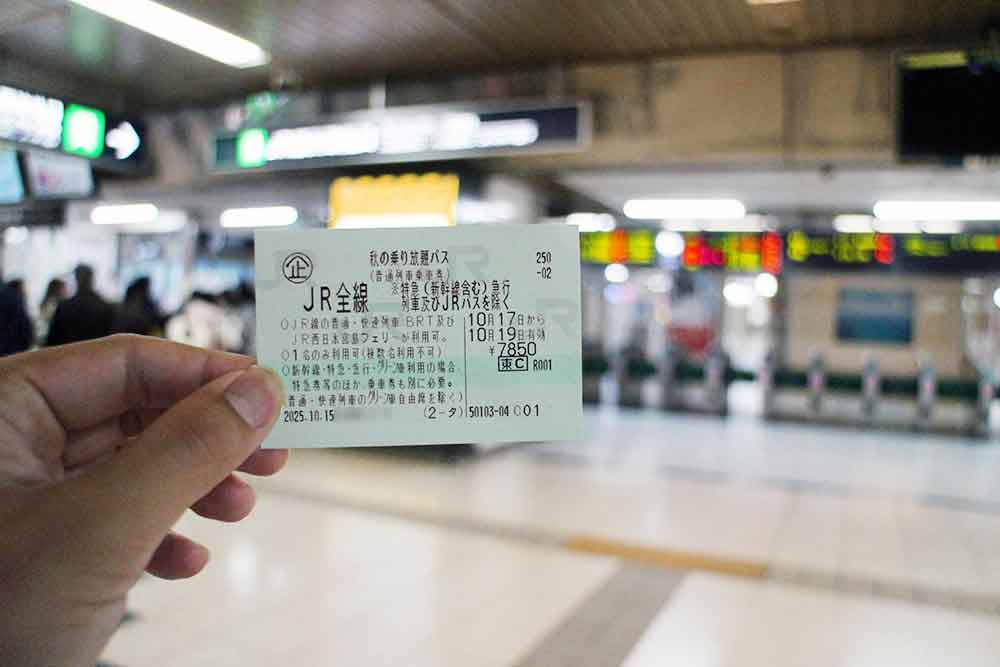 秋の乗り放題パス
250
-02
企
(普通列車乗車券)
JR全線
※特急(新幹線含む)急行
列車及びJRバスを除く
○JR線の普通・快速列車、BRT及び
JR西日本宮島フェリーが利用可。
○1名のみ利用可(複数名利用不可)
○新幹線・特急・急行・グリーン車利用の場合、
特急券等のほか、乗車券も別に必要。
(普通・快速列車のグリーン車自由席を除く)
10月17日から
10月19日有効
¥7850
東C R001
2025.10.15
(2-タ)
50103-04 001